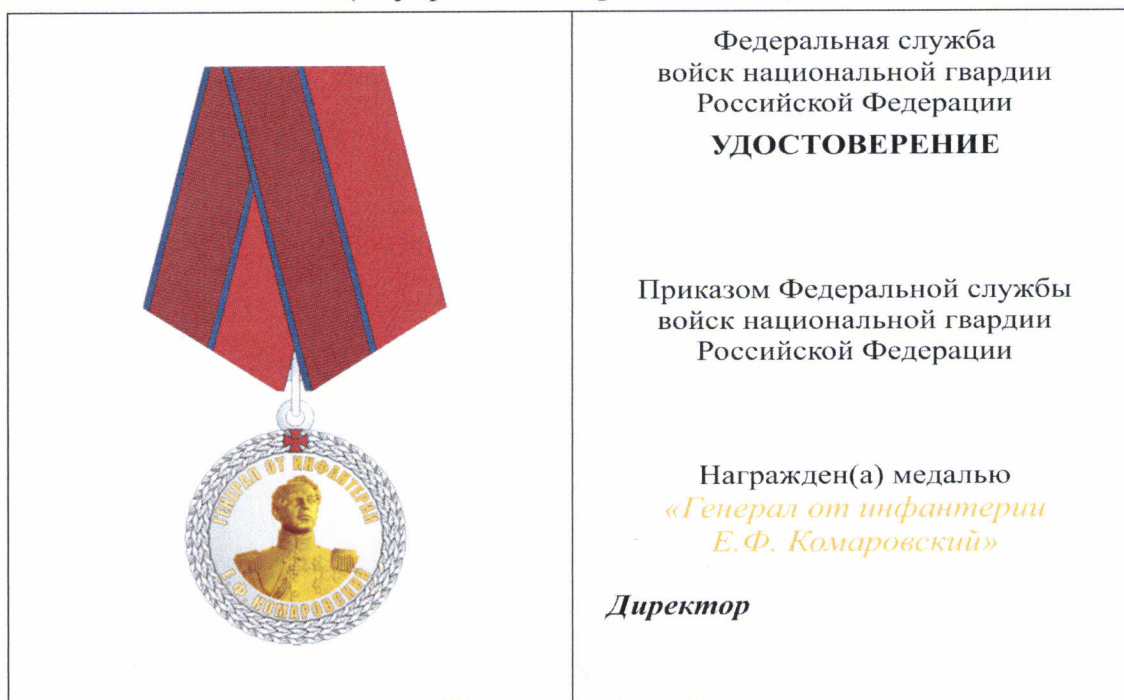 ГЕНЕРАЛ ОТ ИНФАНТЕРИИ
Е.Ф. КОМАРОВСКИЙ
Федеральная служба
войск национальной гвардии
Российской Федерации
УДОСТОВЕРЕНИЕ
Приказом Федеральной службы
войск национальной гвардии
Российской Федерации
Награжден(а) медалью
«Генерал от инфантерии
Е.Ф. Комаровский»
Директор